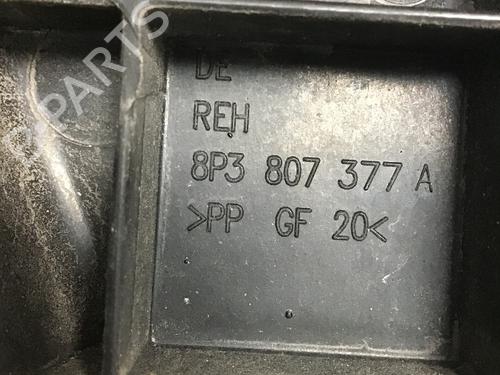 B-PARTS
DE
REH
8P3 807 377 A
>PP GF 20<